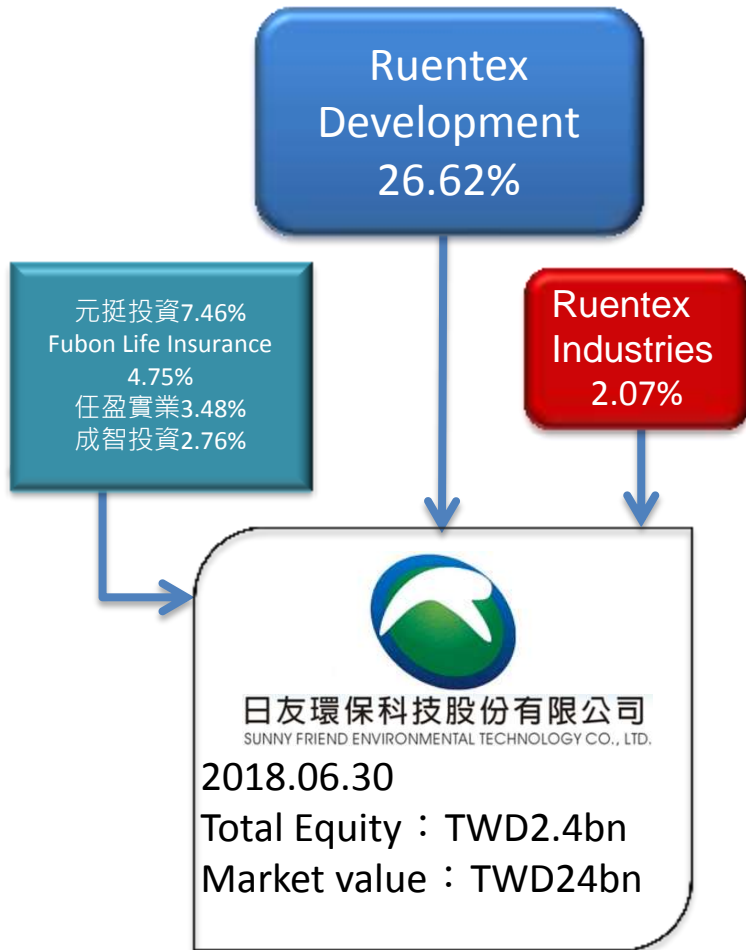 Ruentex
Development
26.62%
元挺投資7.46%
Fubon Life Insurance
4.75%
任盈實業3.48%
成智投資2.76%
Ruentex
Industries
2.07%
日友環保科技股份有限公司
SUNNY FRIEND ENVIRONMENTAL TECHNOLOGY CO., LTD.
2018.06.30
Total Equity：TWD2.4bn
Market value：TWD24bn